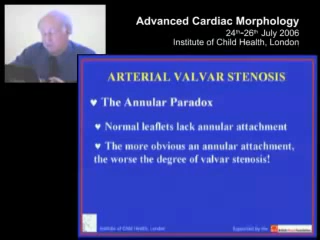 Advanced Cardiac Morphology
24th-26th July 2006
Institute of Child Health, London
ARTERIAL VALVAR STENOSIS
♥ The Annular Paradox
♥ Normal leaflets lack annular attachment
♥ The more obvious an annular attachment,
the worse the degree of valvar stenosis!
Institute of Child Health, London
Supported by the